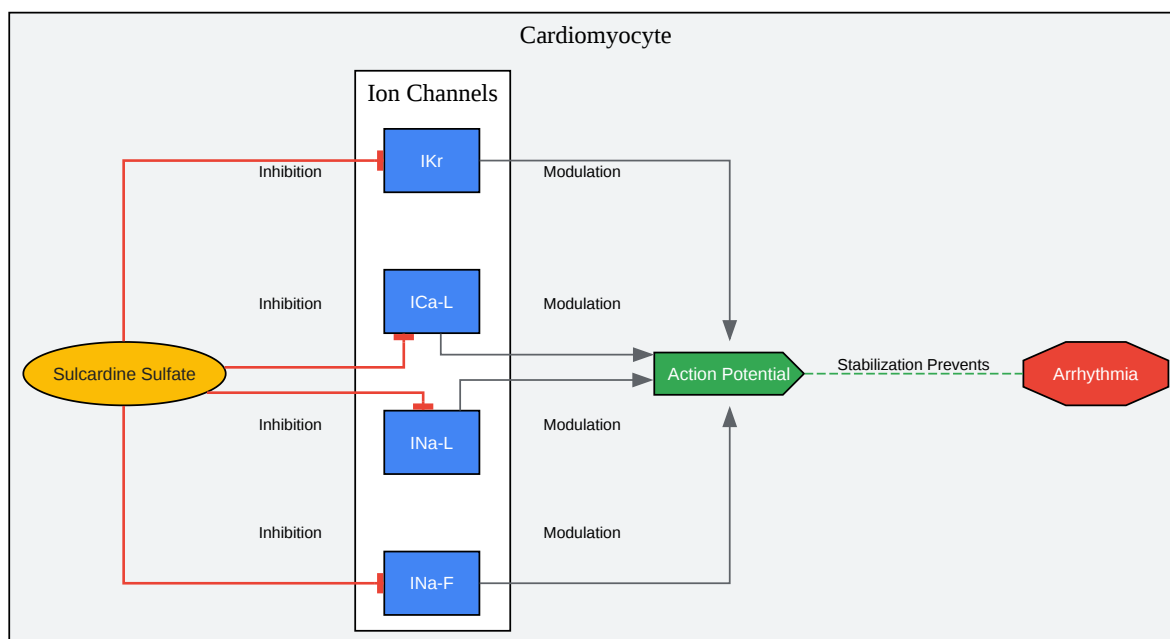 Cardiomyocyte
Ion Channels
IKr
Inhibition
Modulation
ICa-L
Inhibition
Modulation
Sulcardine Sulfate
Action Potential
Stabilization Prevents
Arrhythmia
Inhibition
INa-L
Modulation
Inhibition
Modulation
INa-F